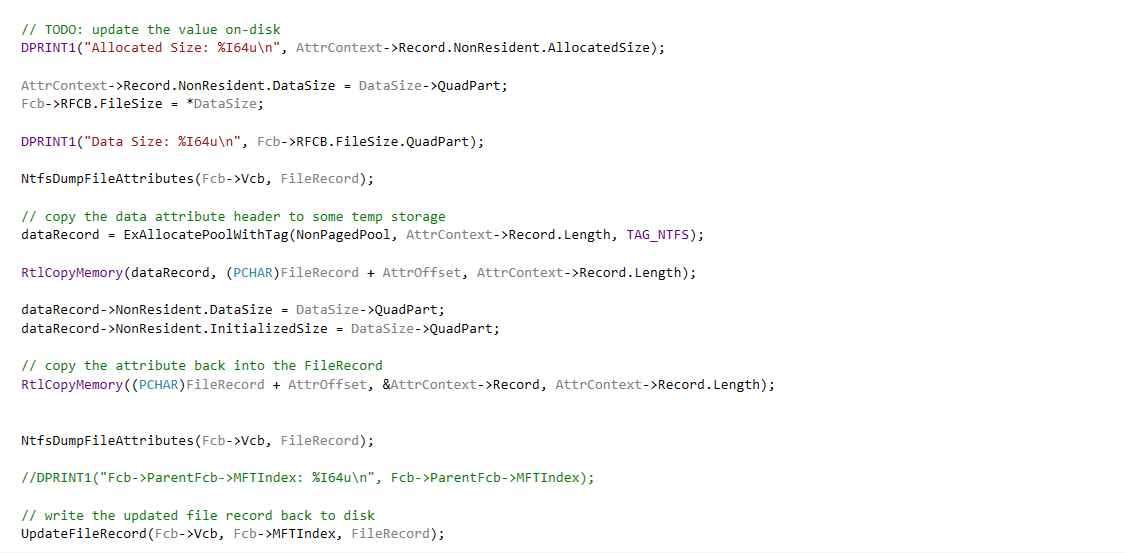 // TODO: update the value on-disk
DPRINT1("Allocated Size: %I64u\n", AttrContext->Record.NonResident.AllocatedSize);
AttrContext->Record.NonResident.DataSize = DataSize->QuadPart;
Fcb->RFCB.FileSize = *DataSize;
DPRINT1("Data Size: %I64u\n", Fcb->RFCB.FileSize.QuadPart);
NtfsDumpFileAttributes(Fcb->Vcb, FileRecord);
// copy the data attribute header to some temp storage
dataRecord = ExAllocatePoolWithTag(NonPagedPool, AttrContext->Record.Length, TAG_NTFS);
RtlCopyMemory(dataRecord, (PCHAR)FileRecord + AttrOffset, AttrContext->Record.Length);
dataRecord->NonResident.DataSize = DataSize->QuadPart;
dataRecord->NonResident.InitializedSize = DataSize->QuadPart;
// copy the attribute back into the FileRecord
RtlCopyMemory((PCHAR)FileRecord + AttrOffset, &AttrContext->Record, AttrContext->Record.Length);
NtfsDumpFileAttributes(Fcb->Vcb, FileRecord);
//DPRINT1("Fcb->ParentFcb->MFTIndex: %I64u\n", Fcb->ParentFcb->MFTIndex);
// write the updated file record back to disk
UpdateFileRecord(Fcb->Vcb, Fcb->MFTIndex, FileRecord);